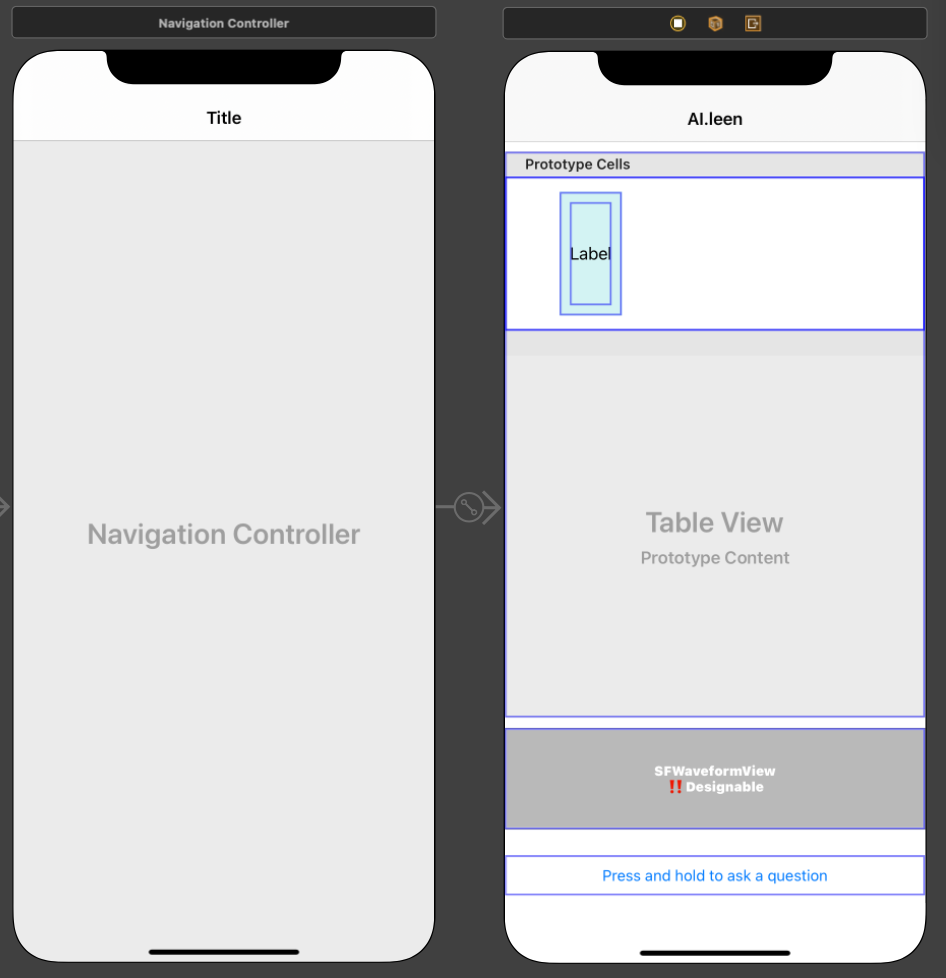 Navigation Controller
Title
Navigation Controller
AI.leen
Prototype Cells
Label
Table View
Prototype Content
SFWaveformView
‼️ Designable
Press and hold to ask a question